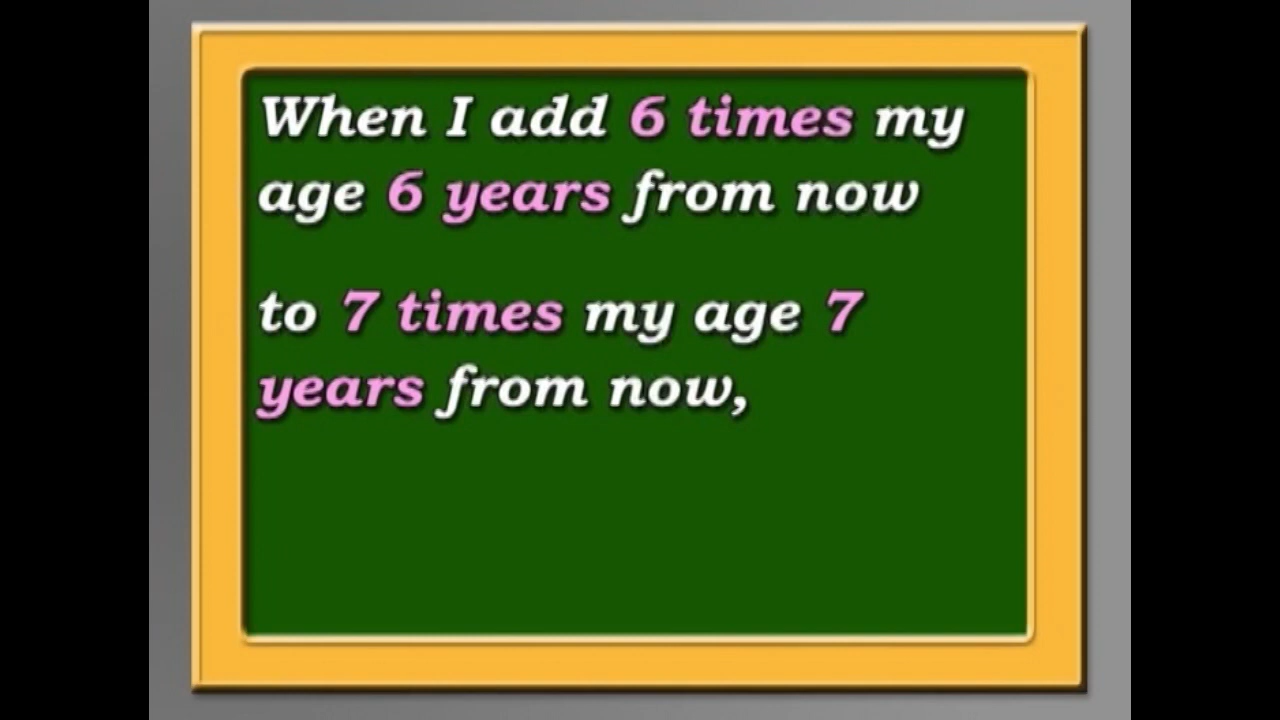 When I add 6 times my
age 6 years from now
to 7 times my age 7
years from now,